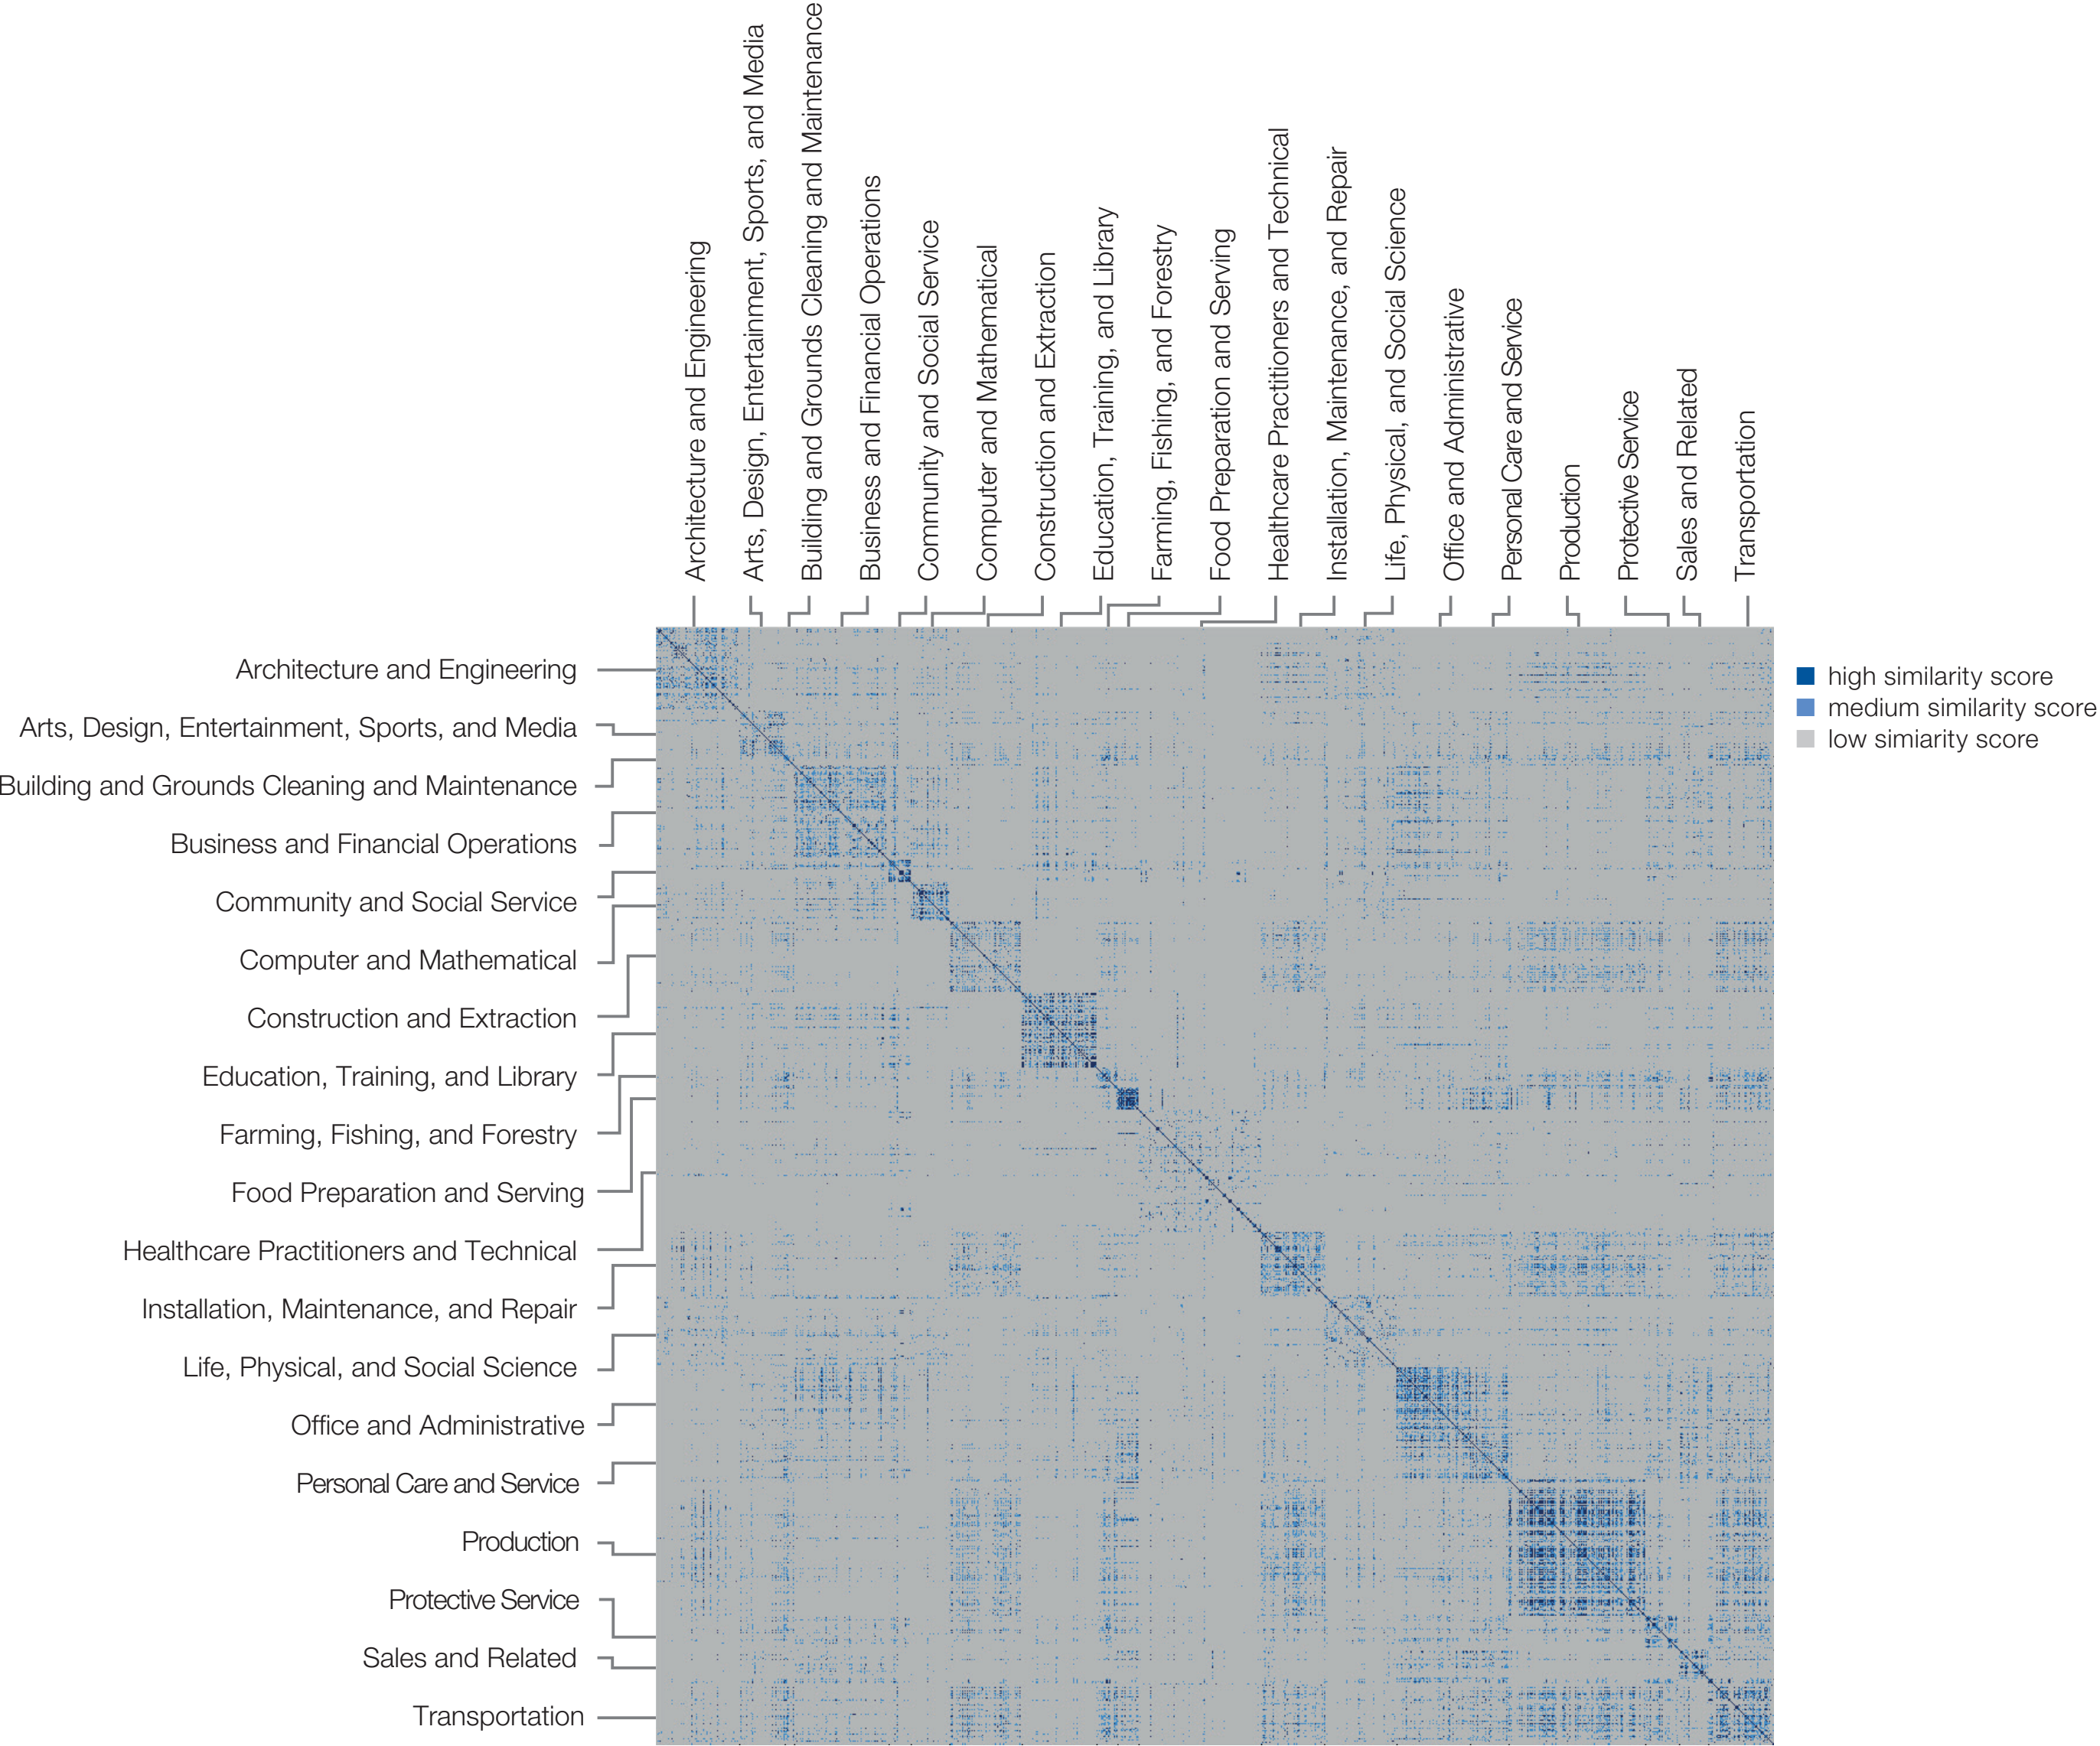 Architecture and Engineering
Arts, Design, Entertainment, Sports, and Media
Building and Grounds Cleaning and Maintenance
Business and Financial Operations
Community and Social Service
Computer and Mathematical
Construction and Extraction
Education, Training, and Library
Farming, Fishing, and Forestry
Food Preparation and Serving
Healthcare Practitioners and Technical
Installation, Maintenance, and Repair
Life, Physical, and Social Science
Office and Administrative
Personal Care and Service
Production
Protective Service
Sales and Related
Transportation
Architecture and Engineering
Arts, Design, Entertainment, Sports, and Media
Building and Grounds Cleaning and Maintenance
Business and Financial Operations
Community and Social Service
Computer and Mathematical
Construction and Extraction
Education, Training, and Library
Farming, Fishing, and Forestry
Food Preparation and Serving
Healthcare Practitioners and Technical
Installation, Maintenance, and Repair
Life, Physical, and Social Science
Office and Administrative
Personal Care and Service
Production
Protective Service
Sales and Related
Transportation
high similarity score
medium similarity score
low simiarity score